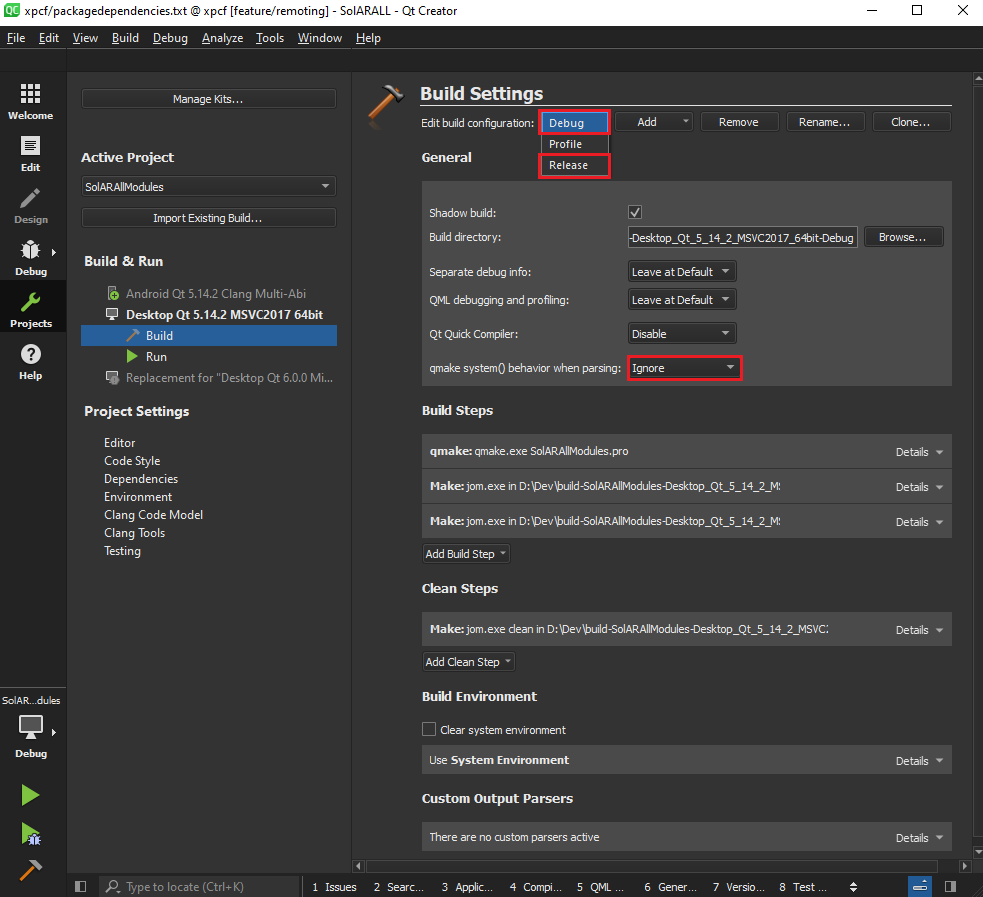 QC xpcf/packagedependencies.txt @ xpcf [feature/remoting] - SolARALL - Qt Creator
File Edit View Build Debug Analyze Tools Window Help
Welcome
Edit
Design
Debug
Projects
Help
SolAR...dules
Debug
Manage Kits...
Active Project
SolARAllModules
Import Existing Build...
Build & Run
Android Qt 5.14.2 Clang Multi-Abi
Desktop Qt 5.14.2 MSVC2017 64bit
Build
Run
Replacement for "Desktop Qt 6.0.0 Mi...
Project Settings
Editor
Code Style
Dependencies
Environment
Clang Code Model
Clang Tools
Testing
Build Settings
Edit build configuration: Debug Add Remove Rename... Clone...
Profile
Release
General
Shadow build:
Build directory: -Desktop_Qt_5_14_2_MSVC2017_64bit-Debug Browse...
Separate debug info: Leave at Default
QML debugging and profiling: Leave at Default
Qt Quick Compiler: Disable
qmake system() behavior when parsing: Ignore
Build Steps
qmake: qmake.exe SolARAllModules.pro Details
Make: jom.exe in D:\Dev\build-SolARAllModules-Desktop_Qt_5_14_2_MS Details
Make: jom.exe in D:\Dev\build-SolARAllModules-Desktop_Qt_5_14_2_MS Details
Add Build Step
Clean Steps
Make: jom.exe clean in D:\Dev\build-SolARAllModules-Desktop_Qt_5_14_2_MSVC2 Details
Add Clean Step
Build Environment
Clear system environment
Use System Environment Details
Custom Output Parsers
There are no custom parsers active Details
Type to locate (Ctrl+K) 1 Issues 2 Searc... 3 Applic... 4 Compi... 5 QML ... 6 Gener... 7 Versio... 8 Test ...